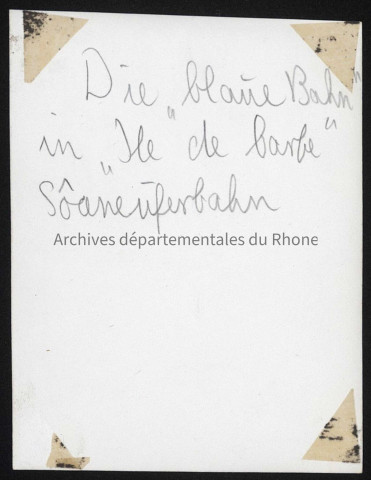 Die „blaue Bahn"
in „Ile de barbe"
Sôaneuferbahn
Archives départementales du Rhone